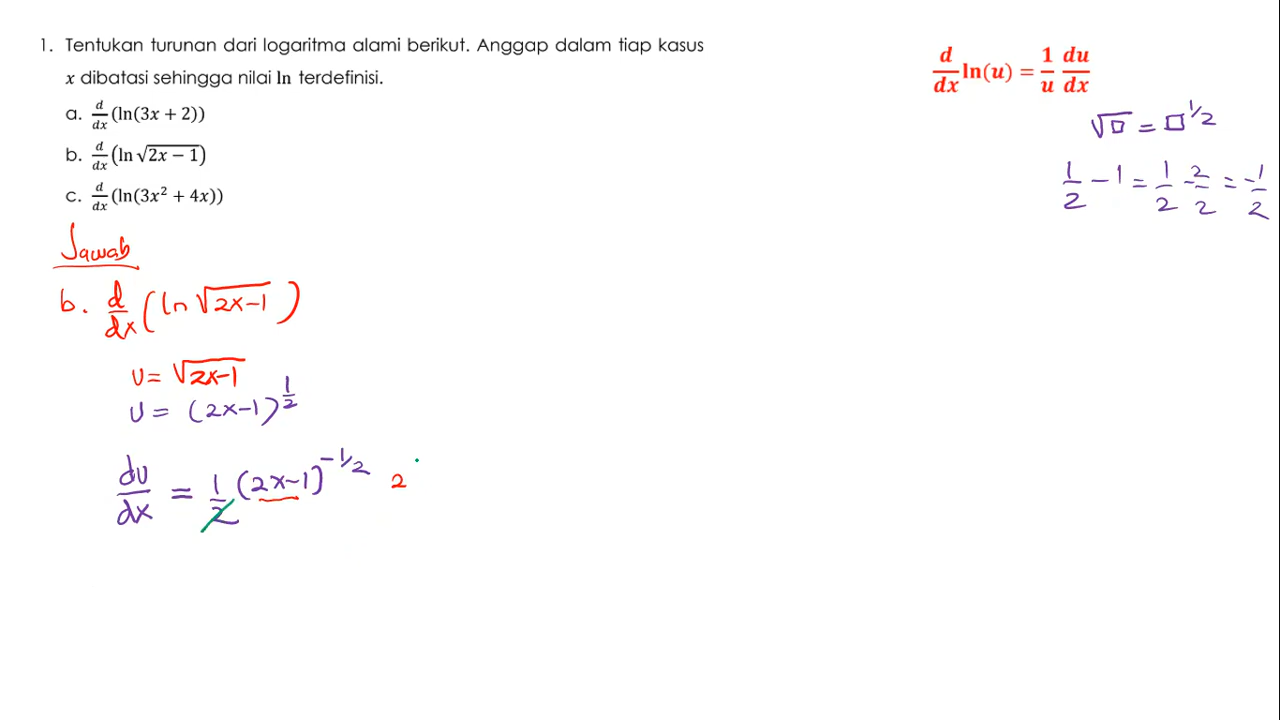 1. Tentukan turunan dari logaritma alami berikut. Anggap dalam tiap kasus
x dibatasi sehingga nilai ln terdefinisi.
a. d/dx (ln(3x + 2))
b. d/dx (ln √(2x − 1))
c. d/dx (ln(3x² + 4x))
d/dx ln(u) = 1/u du/dx
√□ = □^1/2
1/2 − 1 = 1/2 − 2/2 = −1/2
Jawab
b. d/dx (ln √(2x−1))
u = √(2x−1)
u = (2x−1)^1/2
du/dx = 1/2 (2x−1)^−1/2 2